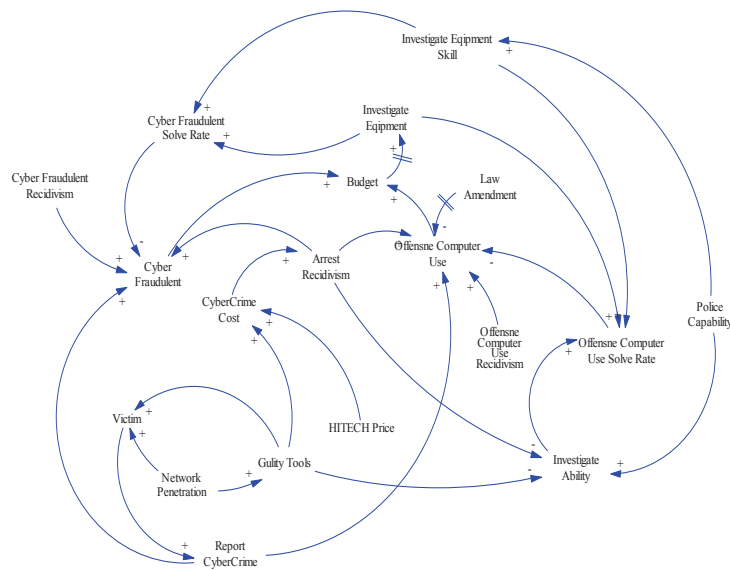 Investigate Eqipment
Skill
+
+
Cyber Fraudulent
Solve Rate
+
Investigate
Eqipment
+
Cyber Fraudulent
Recidivism
Budget
+
+
Law
Amendment
-
-
+
Cyber
Fraudulent
+
+
Arrest
Recidivism
+
+
Offensne Computer
Use
-
+
+
CyberCrime
Cost
+
+
Offensne
Computer
Use
Recidivism
+
+
Offensne Computer
Use Solve Rate
+
Police
Capability
Victim
+
+
HITECH Price
Network
Penetration
+
Gulity Tools
-
-
Investigate
Ability
+
+
Report
CyberCrime